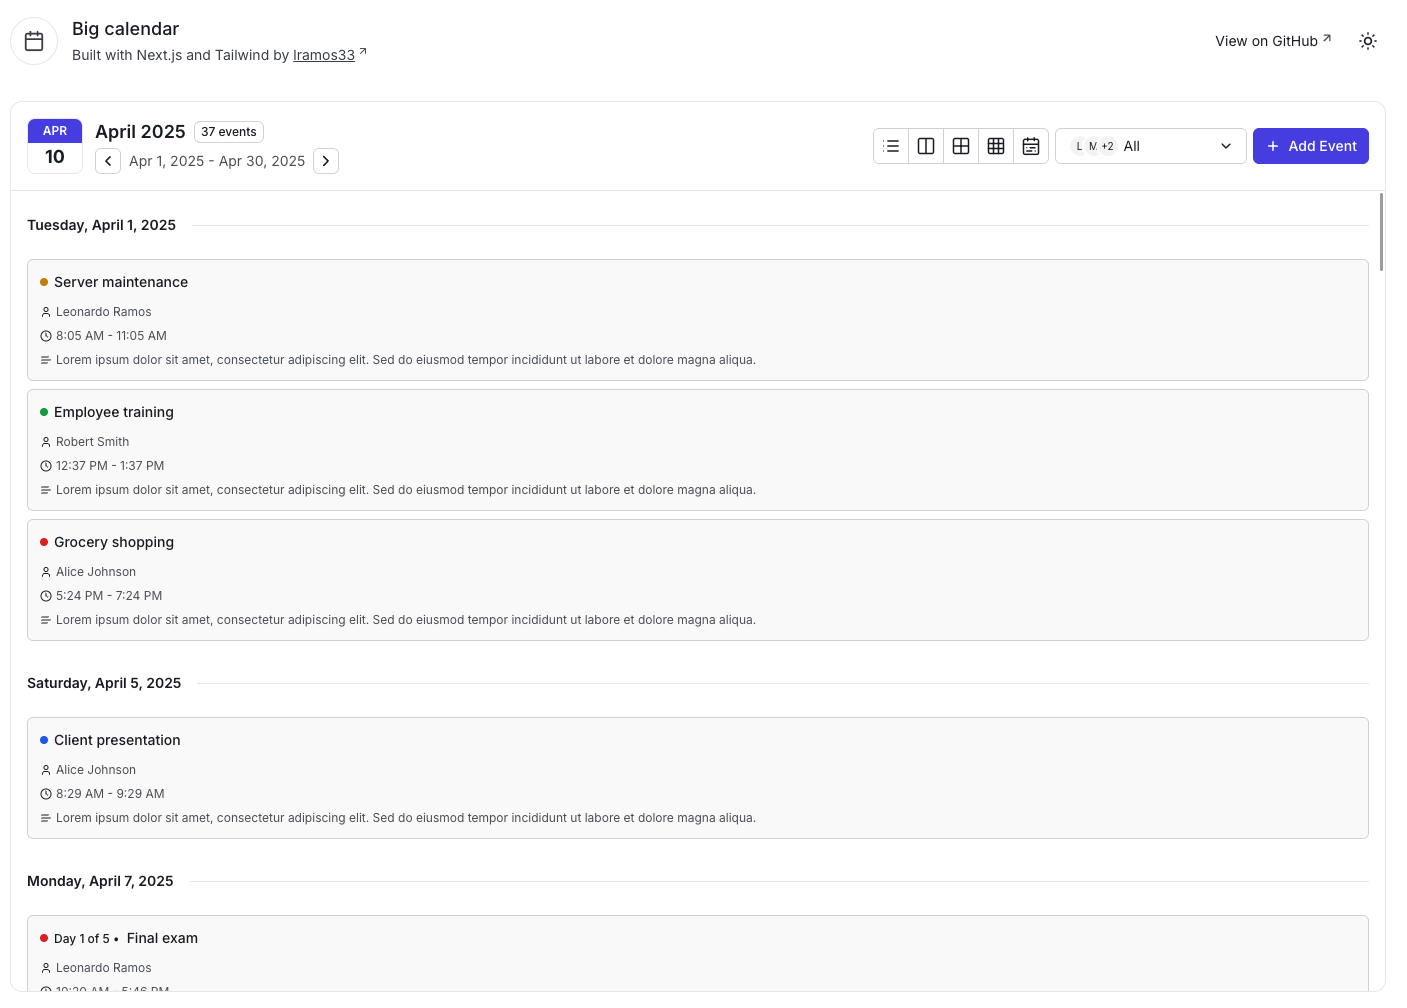 Big calendar
Built with Next.js and Tailwind by lramos33
View on GitHub
APR
10
April 2025
37 events
Apr 1, 2025 - Apr 30, 2025
L
M
+2
All
Add Event
Tuesday, April 1, 2025
Server maintenance
Leonardo Ramos
8:05 AM - 11:05 AM
Lorem ipsum dolor sit amet, consectetur adipiscing elit. Sed do eiusmod tempor incididunt ut labore et dolore magna aliqua.
Employee training
Robert Smith
12:37 PM - 1:37 PM
Lorem ipsum dolor sit amet, consectetur adipiscing elit. Sed do eiusmod tempor incididunt ut labore et dolore magna aliqua.
Grocery shopping
Alice Johnson
5:24 PM - 7:24 PM
Lorem ipsum dolor sit amet, consectetur adipiscing elit. Sed do eiusmod tempor incididunt ut labore et dolore magna aliqua.
Saturday, April 5, 2025
Client presentation
Alice Johnson
8:29 AM - 9:29 AM
Lorem ipsum dolor sit amet, consectetur adipiscing elit. Sed do eiusmod tempor incididunt ut labore et dolore magna aliqua.
Monday, April 7, 2025
Day 1 of 5 • Final exam
Leonardo Ramos